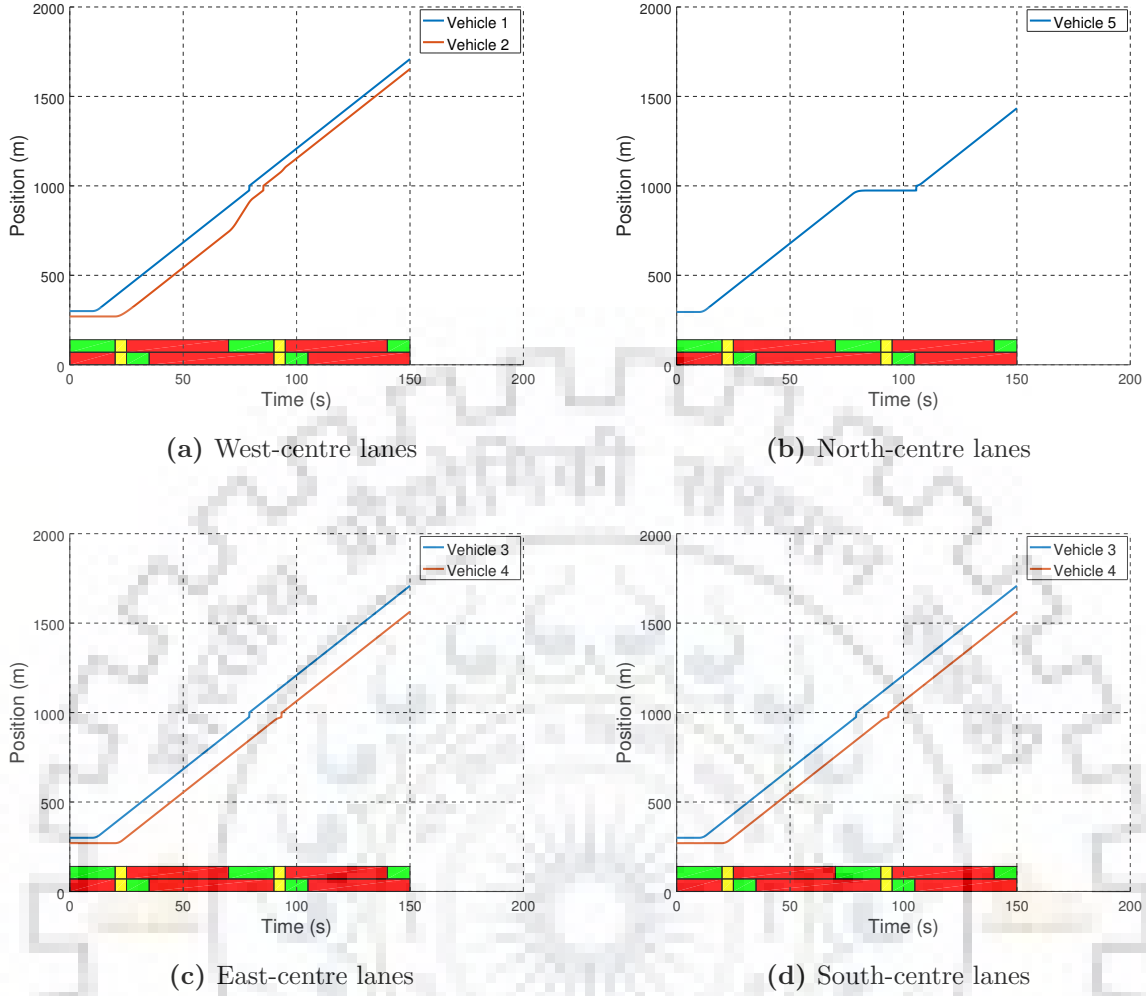 2000
1500
1000
500
0
Position (m)
Vehicle 1
Vehicle 2
0 50 100 150 200
Time (s)
(a) West-centre lanes
2000
1500
1000
500
0
Position (m)
Vehicle 5
0 50 100 150 200
Time (s)
(b) North-centre lanes
2000
1500
1000
500
0
Position (m)
Vehicle 3
Vehicle 4
0 50 100 150 200
Time (s)
(c) East-centre lanes
2000
1500
1000
500
0
Position (m)
Vehicle 3
Vehicle 4
0 50 100 150 200
Time (s)
(d) South-centre lanes